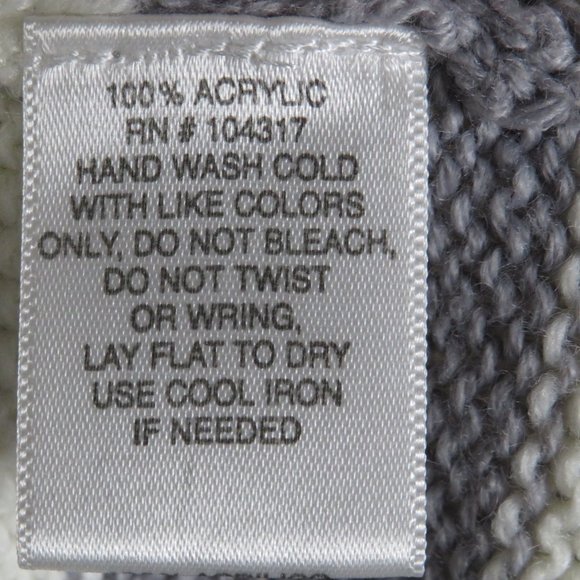 100% ACRYLIC
RN # 104317
HAND WASH COLD
WITH LIKE COLORS
ONLY, DO NOT BLEACH,
DO NOT TWIST
OR WRING,
LAY FLAT TO DRY
USE COOL IRON
IF NEEDED